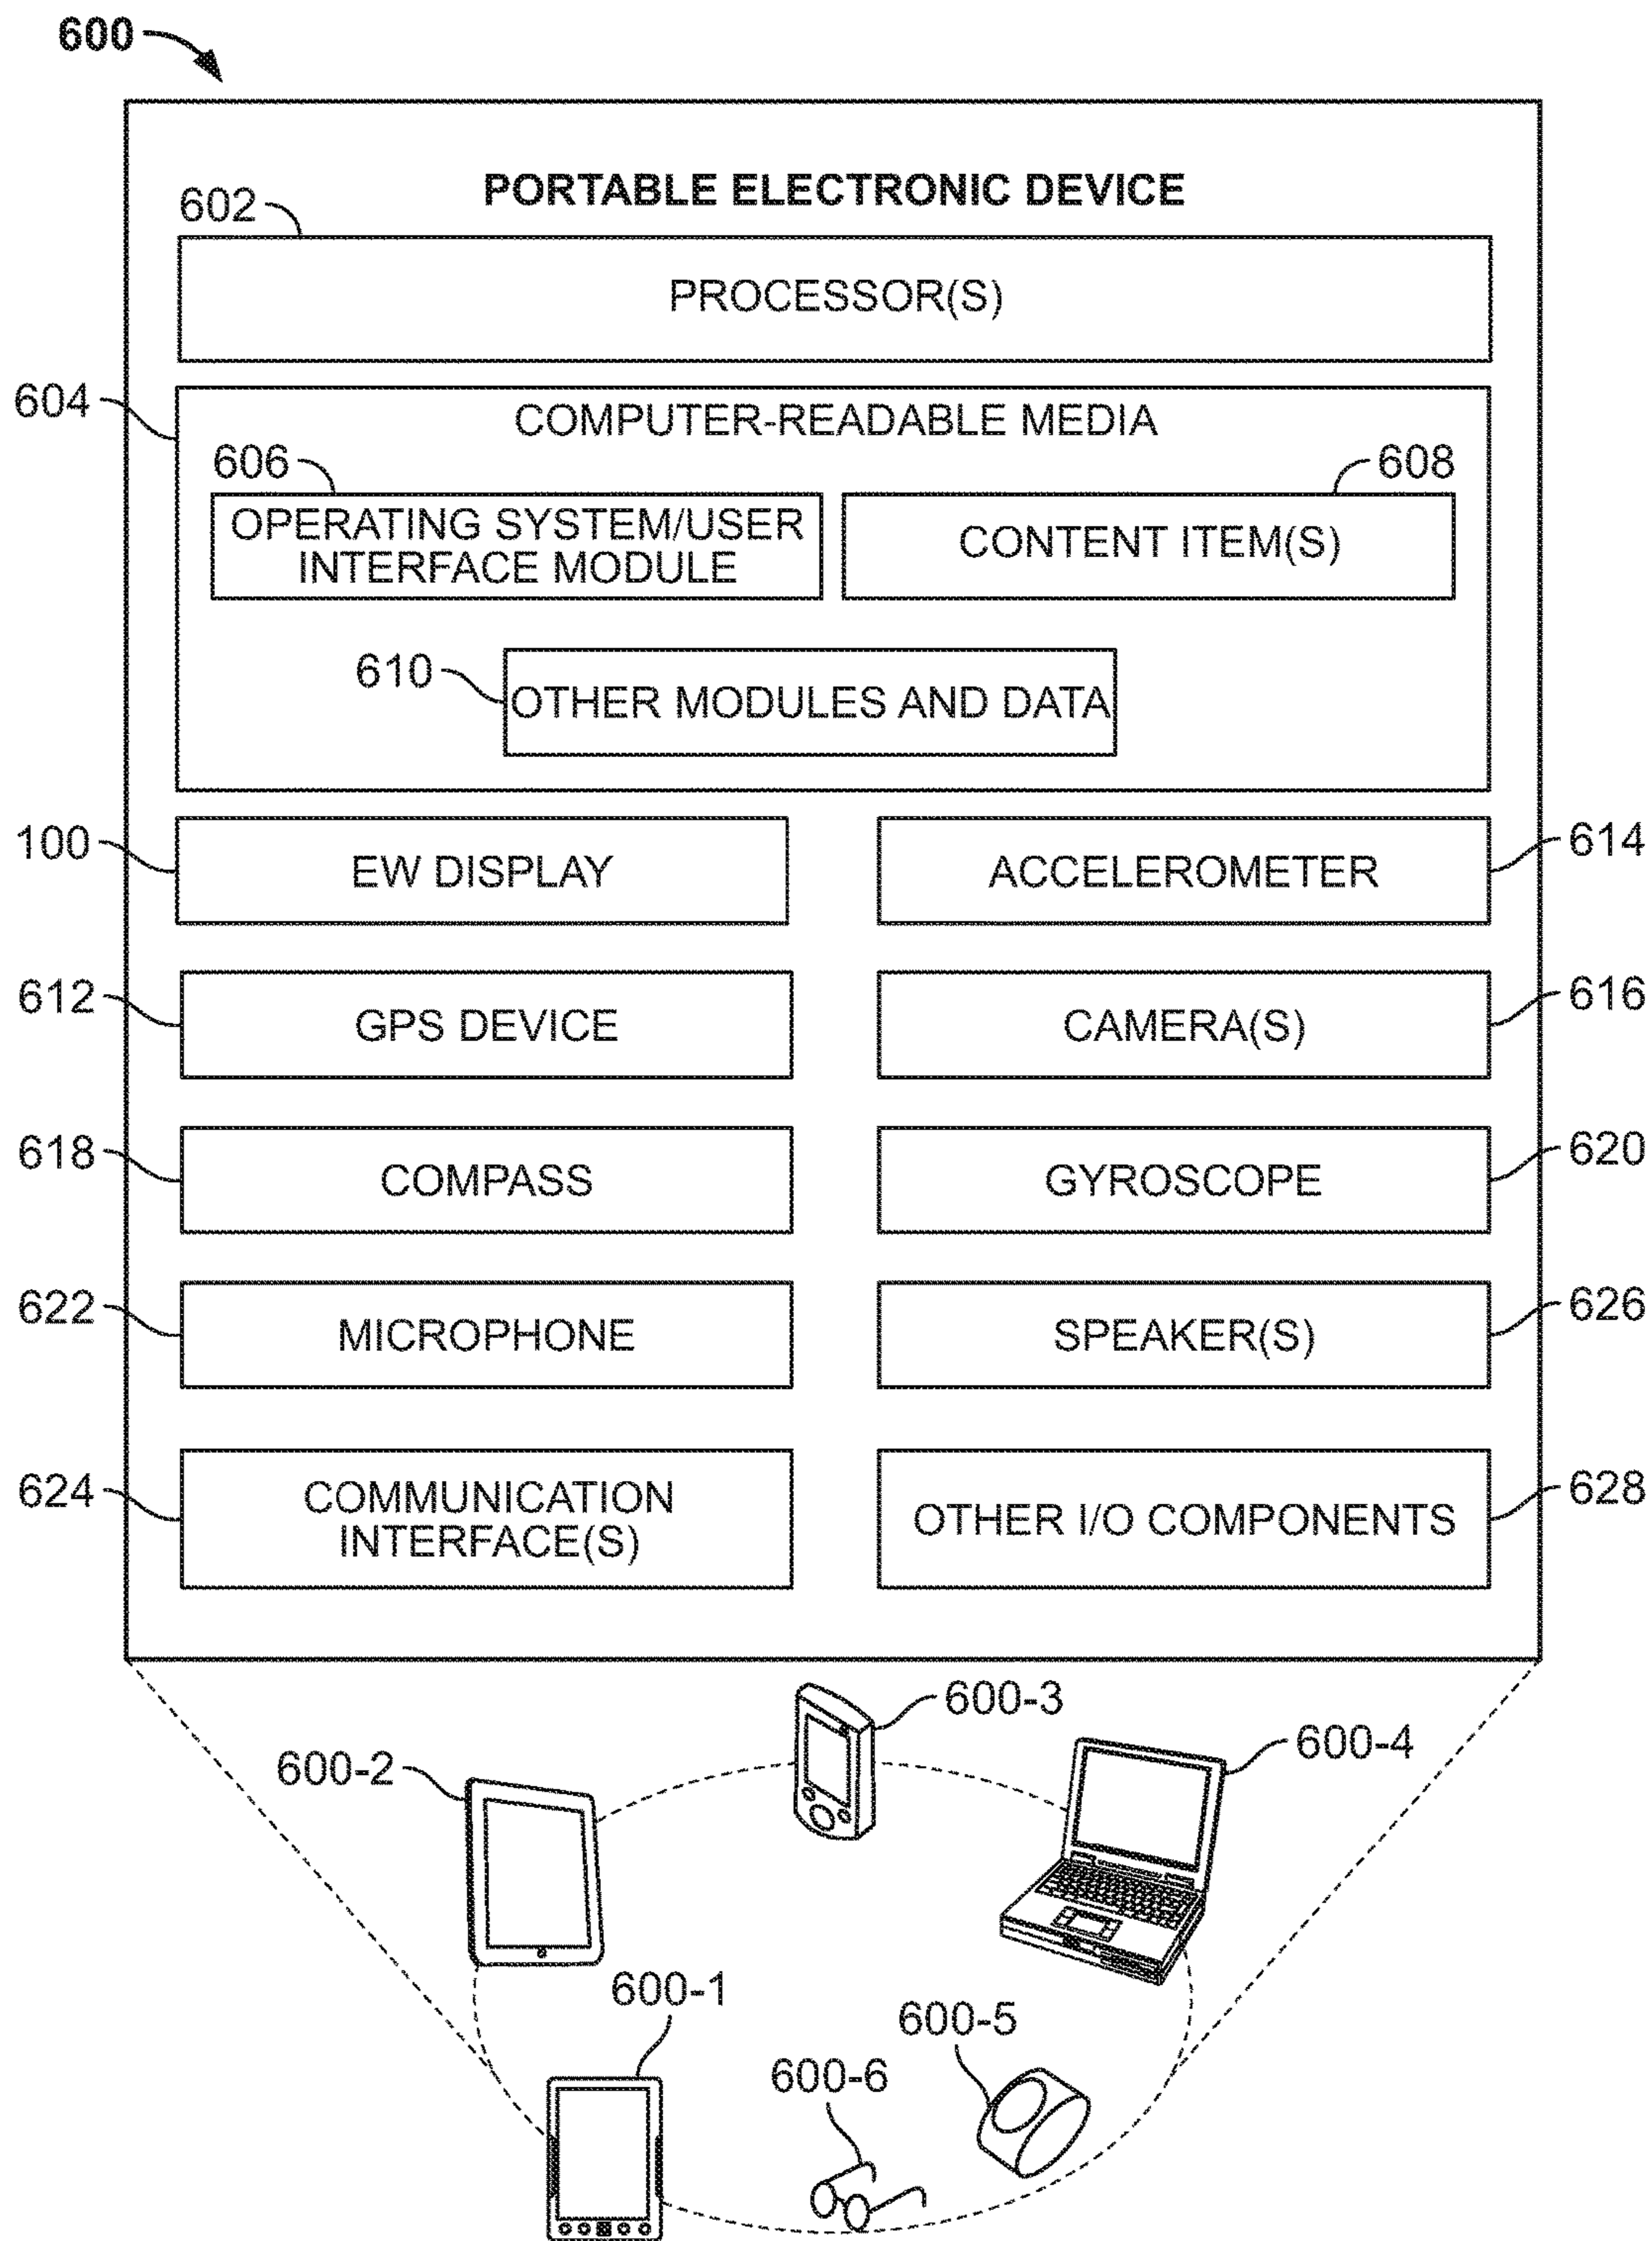 600
PORTABLE ELECTRONIC DEVICE
602
PROCESSOR(S)
604
COMPUTER-READABLE MEDIA
606
608
OPERATING SYSTEM/USER
INTERFACE MODULE
CONTENT ITEM(S)
610
OTHER MODULES AND DATA
100
EW DISPLAY
ACCELEROMETER
614
612
GPS DEVICE
CAMERA(S)
616
618
COMPASS
GYROSCOPE
620
622
MICROPHONE
SPEAKER(S)
626
624
COMMUNICATION
INTERFACE(S)
OTHER I/O COMPONENTS
628
600-3
600-4
600-2
600-1
600-5
600-6